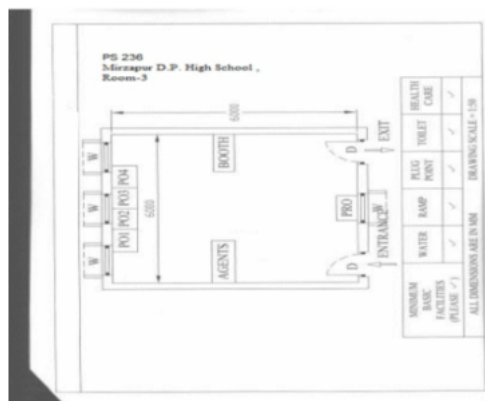 PS 236
Mirzapur D.P. High School ,
Room-3
6000
W
W
W
PO1 PO2 PO3 PO4
6000
BOOTH
AGENTS
PRO
D
D
W
EXIT
ENTRANCE
MINIMUM BASIC FACILITIES (PLEASE ✓)
WATER ✓
RAMP ✓
PLUG POINT ✓
TOILET ✓
HEALTH CARE ✓
ALL DIMENSIONS ARE IN MM DRAWING SCALE = 1:50